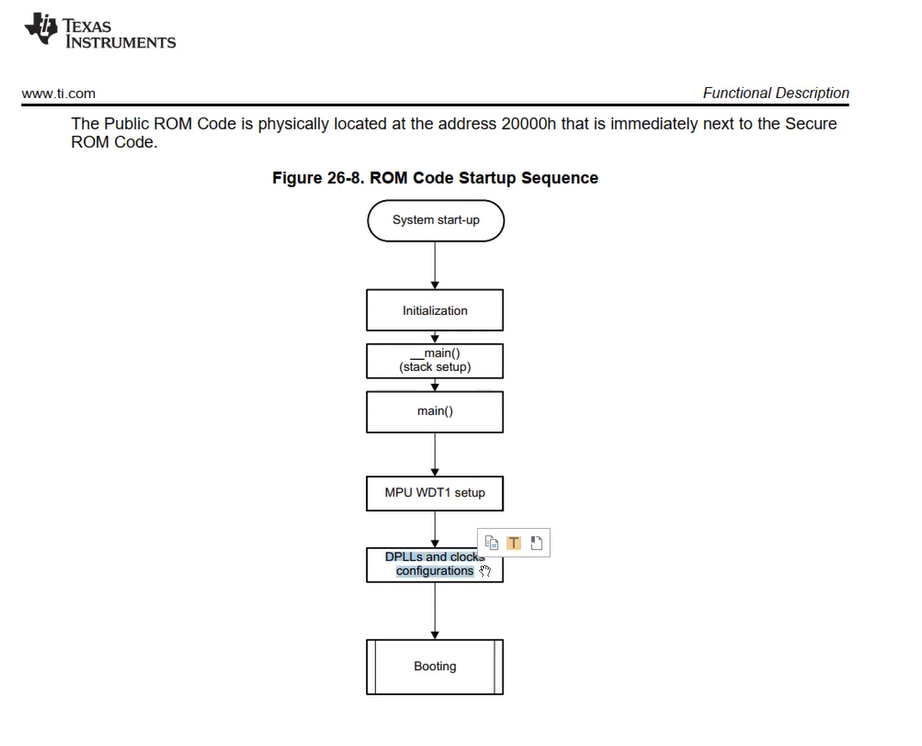 TEXAS
INSTRUMENTS
www.ti.com
Functional Description
The Public ROM Code is physically located at the address 20000h that is immediately next to the Secure
ROM Code.
Figure 26-8. ROM Code Startup Sequence
System start-up
Initialization
__main()
(stack setup)
main()
MPU WDT1 setup
DPLLs and clocks
configurations
Booting